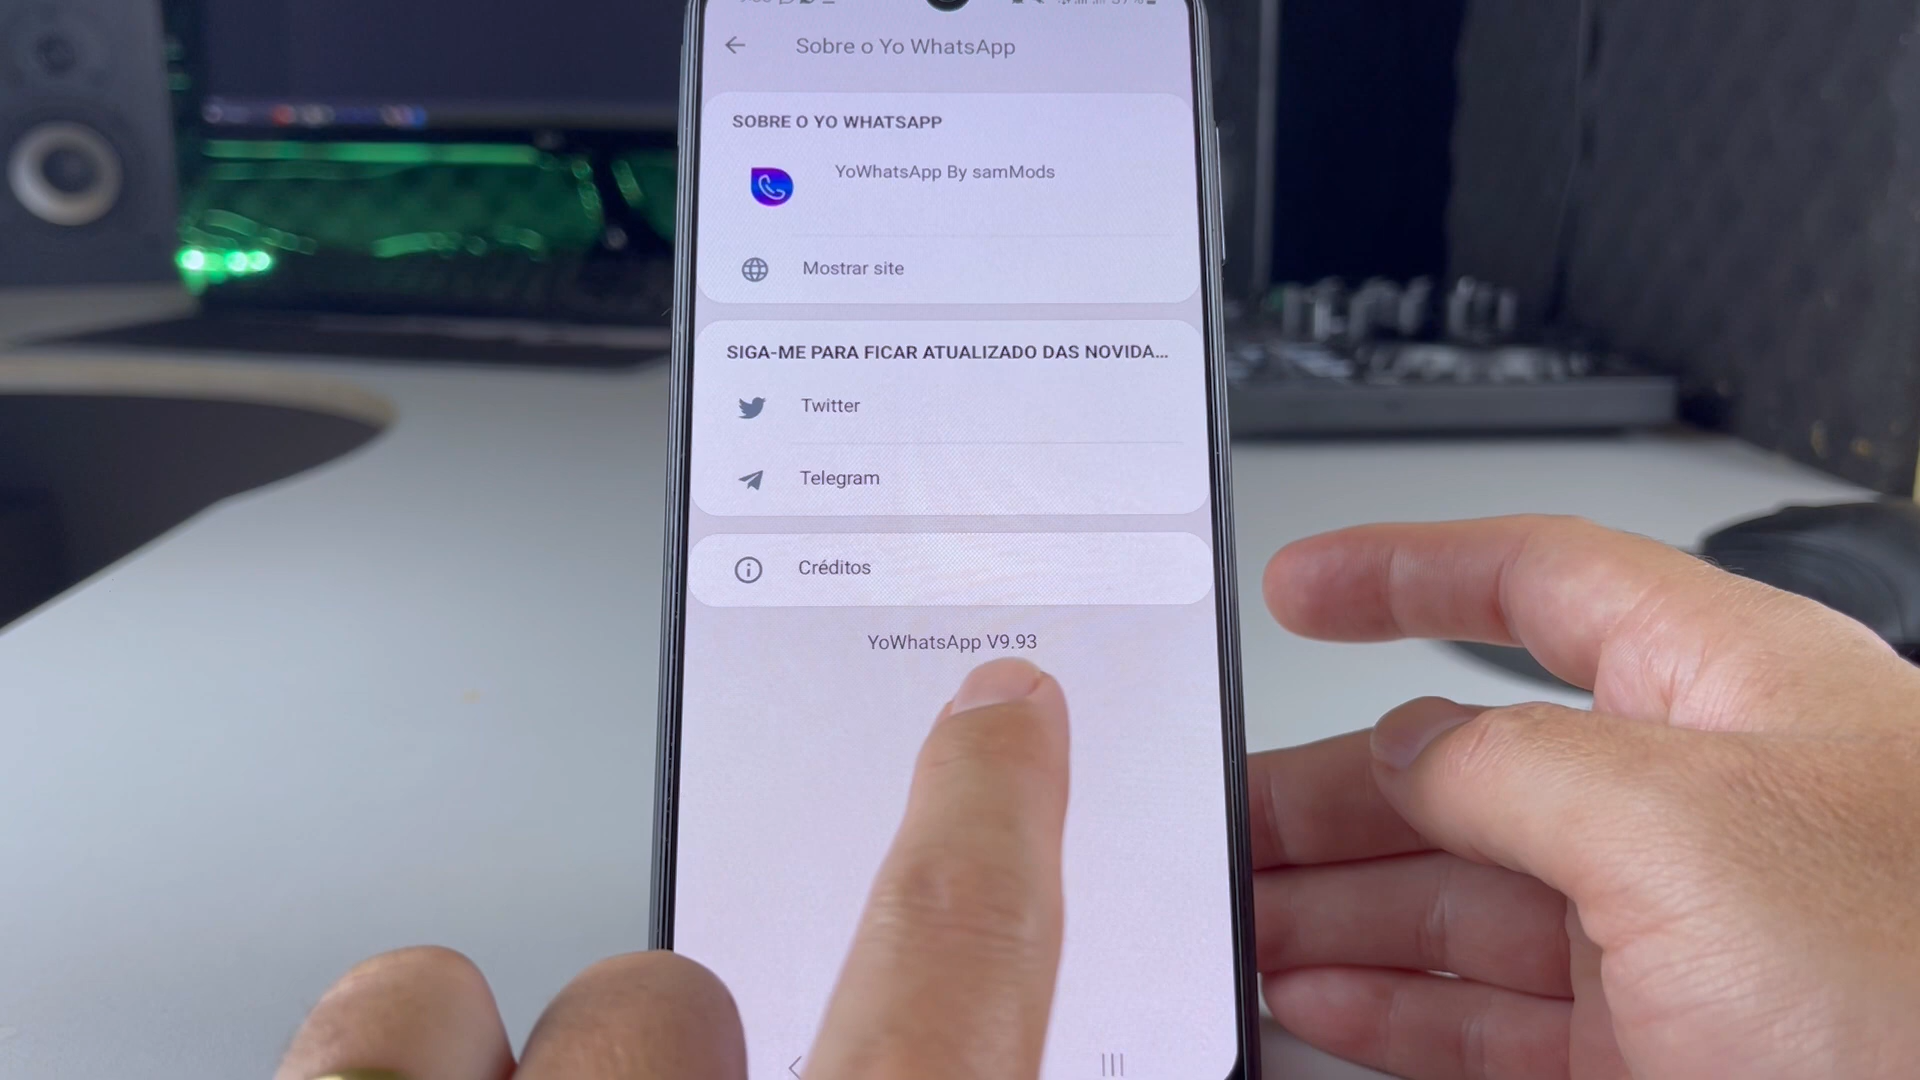 Sobre o Yo WhatsApp
SOBRE O YO WHATSAPP
YoWhatsApp By samMods
Mostrar site
SIGA-ME PARA FICAR ATUALIZADO DAS NOVIDA...
Twitter
Telegram
Créditos
YoWhatsApp V9.93